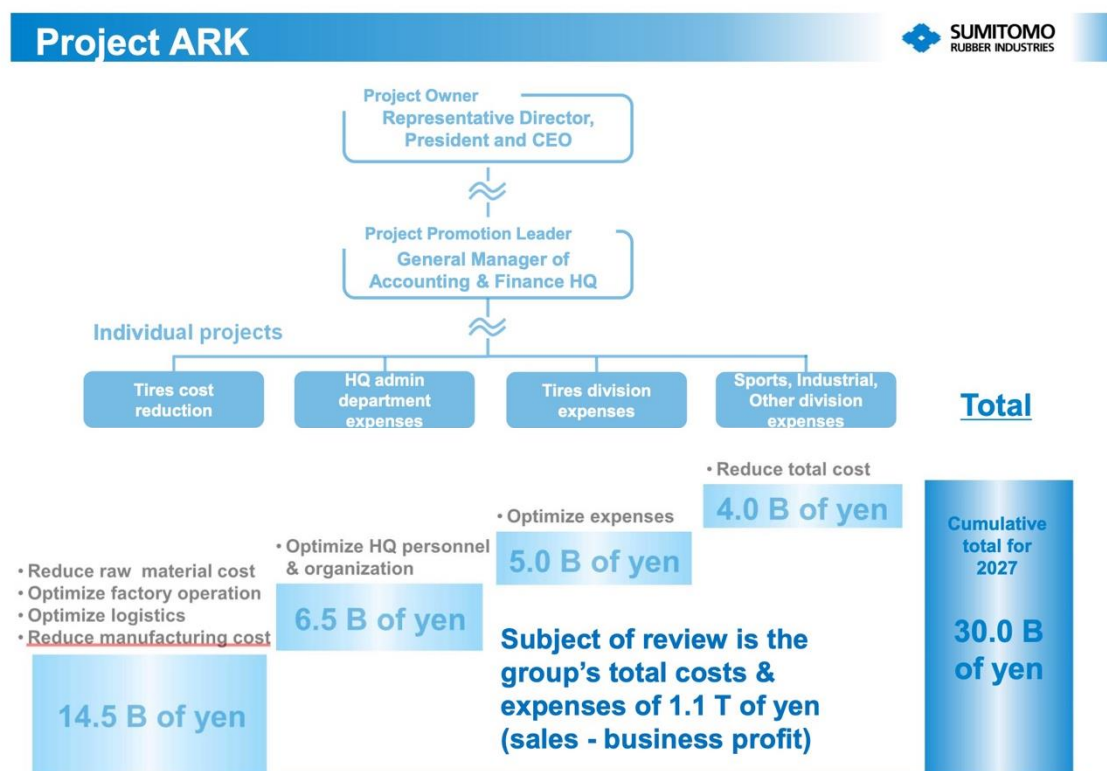 Project ARK
SUMITOMO
RUBBER INDUSTRIES
Project Owner
Representative Director,
President and CEO
Project Promotion Leader
General Manager of
Accounting & Finance HQ
Individual projects
Tires cost
reduction
HQ admin
department
expenses
Tires division
expenses
Sports, Industrial,
Other division
expenses
Total
• Reduce raw material cost
• Optimize factory operation
• Optimize logistics
• Reduce manufacturing cost
14.5 B of yen
• Optimize HQ personnel
& organization
6.5 B of yen
• Optimize expenses
5.0 B of yen
• Reduce total cost
4.0 B of yen
Subject of review is the
group’s total costs &
expenses of 1.1 T of yen
(sales - business profit)
Cumulative
total for
2027
30.0 B
of yen